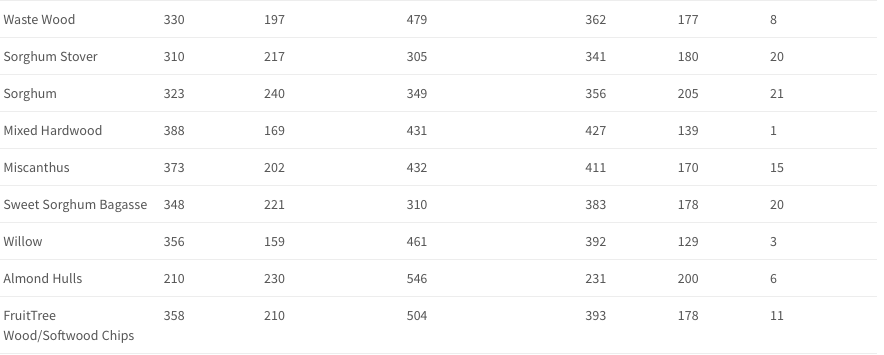 Waste Wood 330 197 479 362 177 8
Sorghum Stover 310 217 305 341 180 20
Sorghum 323 240 349 356 205 21
Mixed Hardwood 388 169 431 427 139 1
Miscanthus 373 202 432 411 170 15
Sweet Sorghum Bagasse 348 221 310 383 178 20
Willow 356 159 461 392 129 3
Almond Hulls 210 230 546 231 200 6
FruitTree 358 210 504 393 178 11
Wood/Softwood Chips